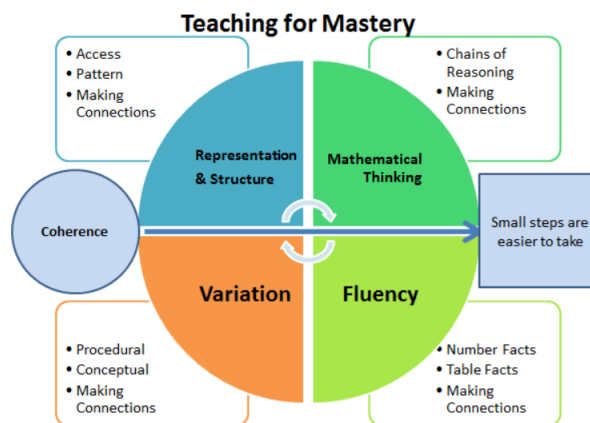 Teaching for Mastery
• Access
• Pattern
• Making
Connections
• Chains of
Reasoning
• Making
Connections
Representation
& Structure
Mathematical
Thinking
Coherence
Small steps are
easier to take
Variation
Fluency
• Procedural
• Conceptual
• Making
Connections
• Number Facts
• Table Facts
• Making
Connections